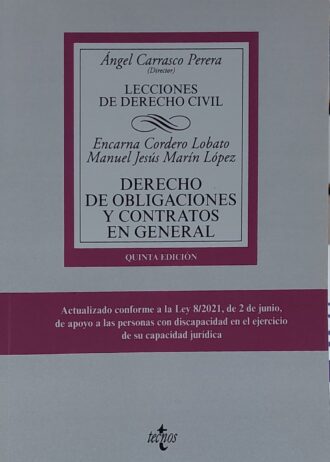 Ángel Carrasco Perera
(Director)
LECCIONES
DE DERECHO CIVIL
Encarna Cordero Lobato
Manuel Jesús Marín López
DERECHO
DE OBLIGACIONES
Y CONTRATOS
EN GENERAL
QUINTA EDICIÓN
Actualizado conforme a la Ley 8/2021, de 2 de junio,
de apoyo a las personas con discapacidad en el ejercicio
de su capacidad jurídica
tecnos